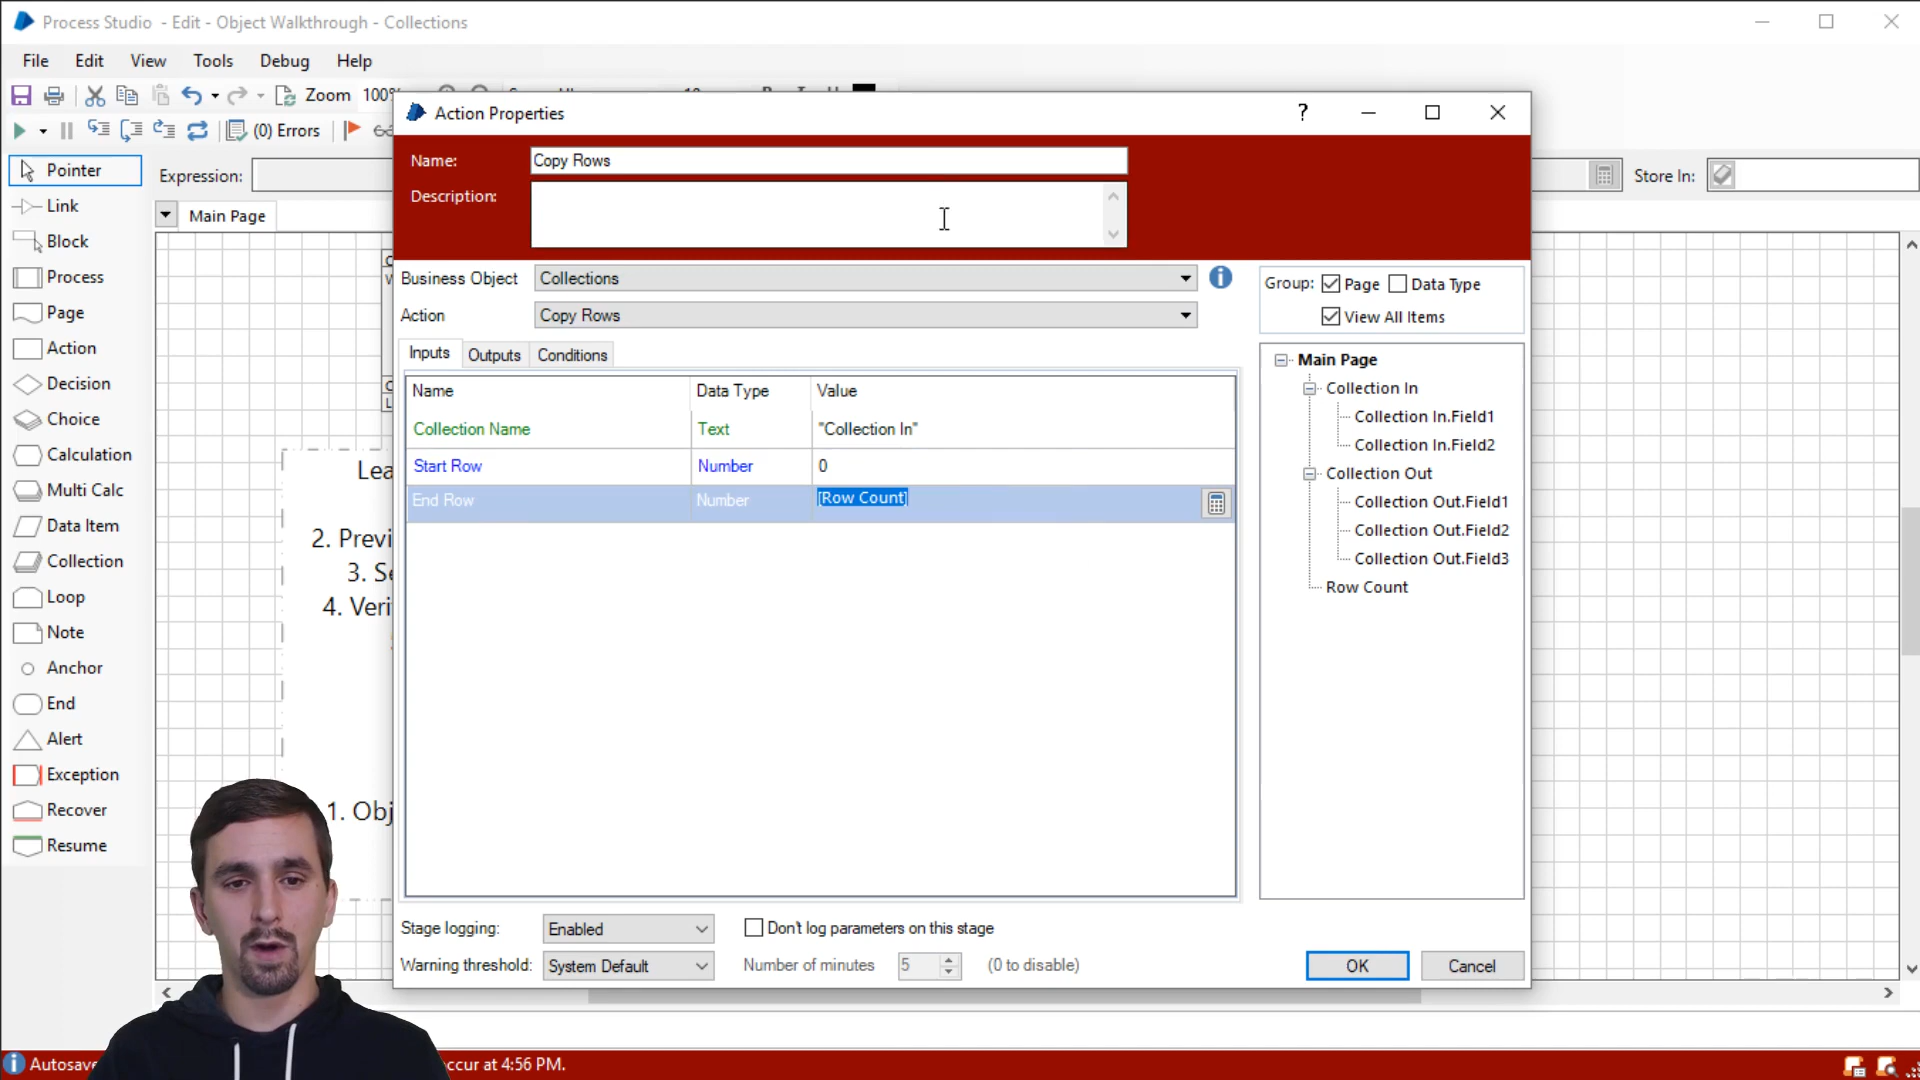 Process Studio - Edit - Object Walkthrough - Collections
File Edit View Tools Debug Help
Zoom 100%
(0) Errors
Expression:
Store In:
Pointer
Link
Block
Process
Page
Action
Decision
Choice
Calculation
Multi Calc
Data Item
Collection
Loop
Note
Anchor
End
Alert
Exception
Recover
Resume
Main Page
Lea
2. Previ
3. Se
4. Veri
1. Obj
Action Properties
Name: Copy Rows
Description:
Business Object Collections
Action Copy Rows
Inputs Outputs Conditions
Name Data Type Value
Collection Name Text "Collection In"
Start Row Number 0
End Row Number [Row Count]
Group: Page Data Type
View All Items
Main Page
Collection In
Collection In.Field1
Collection In.Field2
Collection Out
Collection Out.Field1
Collection Out.Field2
Collection Out.Field3
Row Count
Stage logging: Enabled Don't log parameters on this stage
Warning threshold: System Default Number of minutes 5 (0 to disable)
OK Cancel
Autosave
ccur at 4:56 PM.